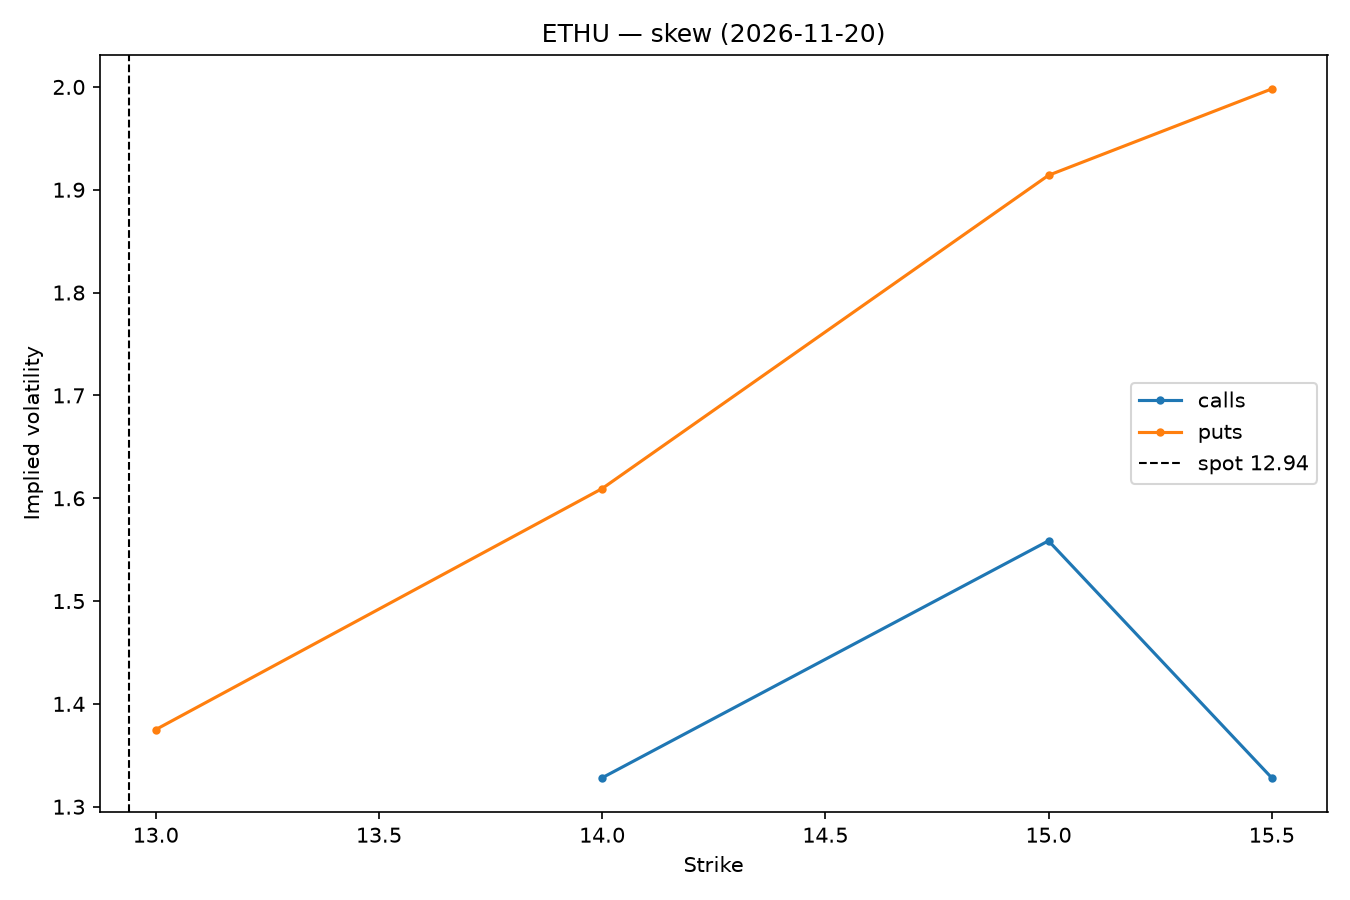 ETHU — skew (2026-11-20)
Implied volatility
2.0
1.9
1.8
1.7
1.6
1.5
1.4
1.3
calls
puts
spot 12.94
13.0 13.5 14.0 14.5 15.0 15.5
Strike